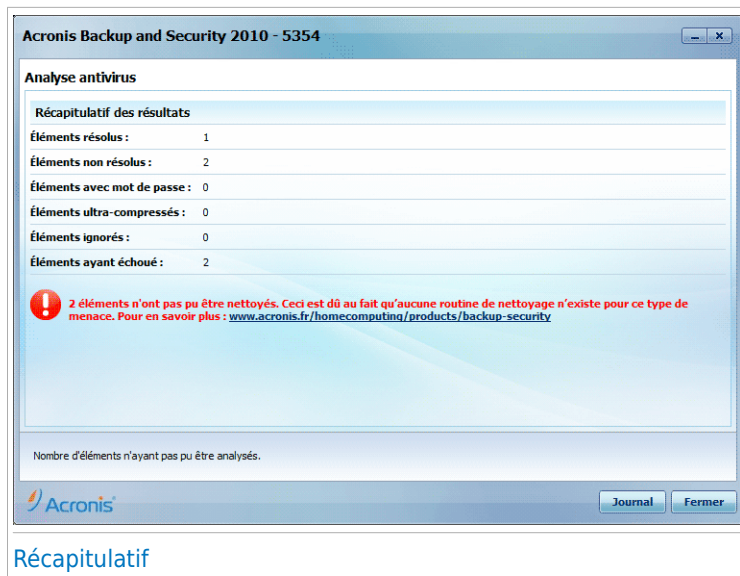 Acronis Backup and Security 2010 - 5354
Analyse antivirus
Récapitulatif des résultats
Éléments résolus : 1
Éléments non résolus : 2
Éléments avec mot de passe : 0
Éléments ultra-compressés : 0
Éléments ignorés : 0
Éléments ayant échoué : 2
2 éléments n'ont pas pu être nettoyés. Ceci est dû au fait qu'aucune routine de nettoyage n'existe pour ce type de
menace. Pour en savoir plus : www.acronis.fr/homecomputing/products/backup-security
Nombre d'éléments n'ayant pas pu être analysés.
Acronis
Journal
Fermer
Récapitulatif